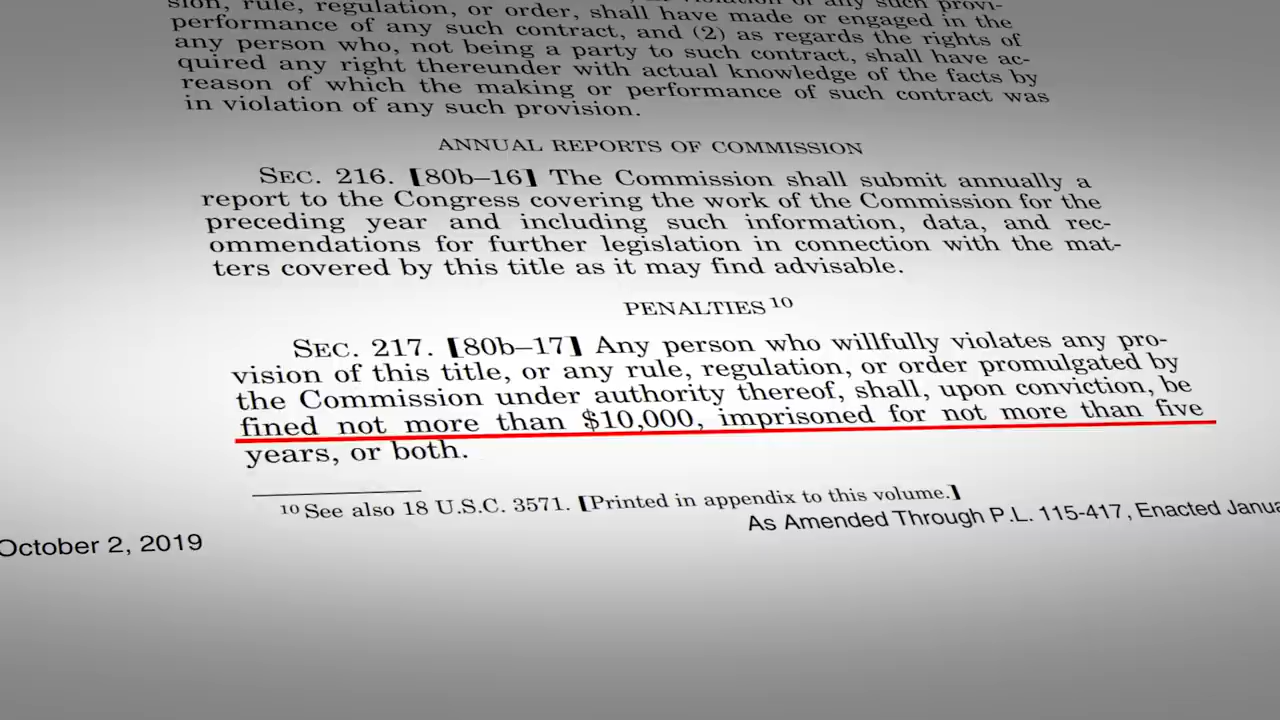 sion, rule, regulation, or order, shall have made or engaged in the
performance of any such contract, and (2) as regards the rights of
any person who, not being a party to such contract, shall have ac-
quired any right thereunder with actual knowledge of the facts by
reason of which the making or performance of such contract was
in violation of any such provision.
ANNUAL REPORTS OF COMMISSION
SEC. 216. [80b–16] The Commission shall submit annually a
report to the Congress covering the work of the Commission for the
preceding year and including such information, data, and rec-
ommendations for further legislation in connection with the mat-
ters covered by this title as it may find advisable.
PENALTIES 10
SEC. 217. [80b–17] Any person who willfully violates any pro-
vision of this title, or any rule, regulation, or order promulgated by
the Commission under authority thereof, shall, upon conviction, be
fined not more than $10,000, imprisoned for not more than five
years, or both.
10 See also 18 U.S.C. 3571. [Printed in appendix to this volume.]
October 2, 2019
As Amended Through P.L. 115-417, Enacted